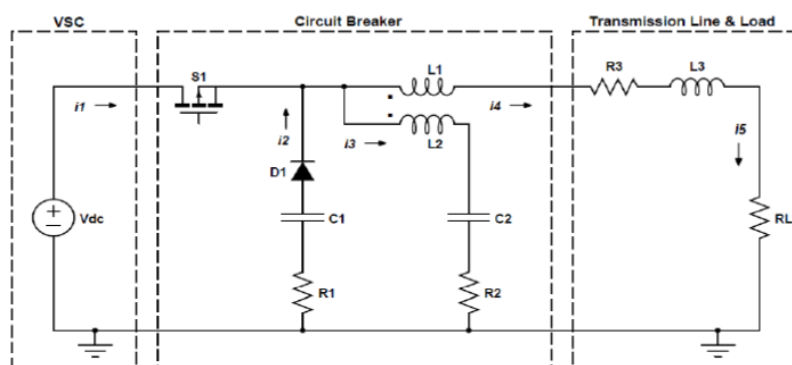 VSC
Circuit Breaker
Transmission Line & Load
S1
L1
R3
L3
i1
i4
i2
i3
L2
i5
D1
Vdc
C1
C2
RL
R1
R2